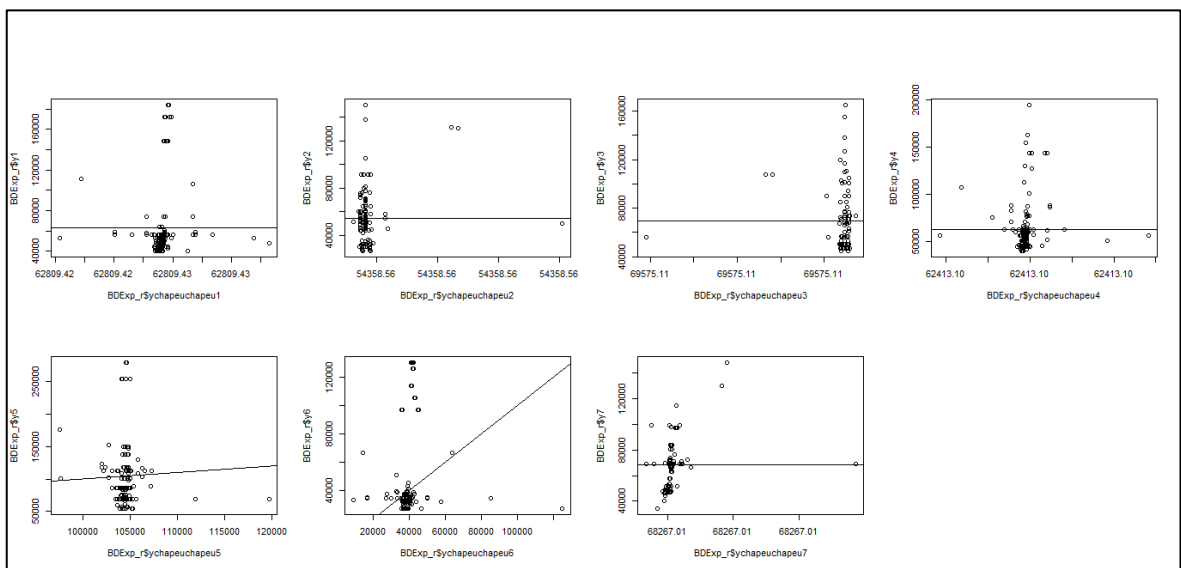 BDExp_r$y1
40000 80000 120000 160000
62809.42 62809.42 62809.43 62809.43
BDExp_r$ychapeuchapeu1
BDExp_r$y2
40000 80000 120000
54358.56 54358.56 54358.56 54358.56
BDExp_r$ychapeuchapeu2
BDExp_r$y3
40000 80000 120000 160000
69575.11 69575.11 69575.11
BDExp_r$ychapeuchapeu3
BDExp_r$y4
50000 100000 150000 200000
62413.10 62413.10 62413.10
BDExp_r$ychapeuchapeu4
BDExp_r$y5
50000 150000 250000
100000 105000 110000 115000 120000
BDExp_r$ychapeuchapeu5
BDExp_r$y6
40000 80000 120000
20000 40000 60000 80000 100000
BDExp_r$ychapeuchapeu6
BDExp_r$y7
40000 80000 120000
68267.01 68267.01 68267.01
BDExp_r$ychapeuchapeu7